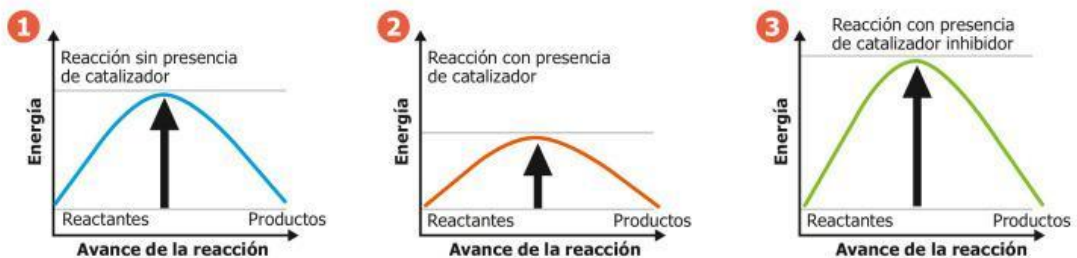 1
Reacción sin presencia
de catalizador
Energía
Reactantes Productos
Avance de la reacción
2
Reacción con presencia
de catalizador
Energía
Reactantes Productos
Avance de la reacción
3
Reacción con presencia
de catalizador inhibidor
Energía
Reactantes Productos
Avance de la reacción